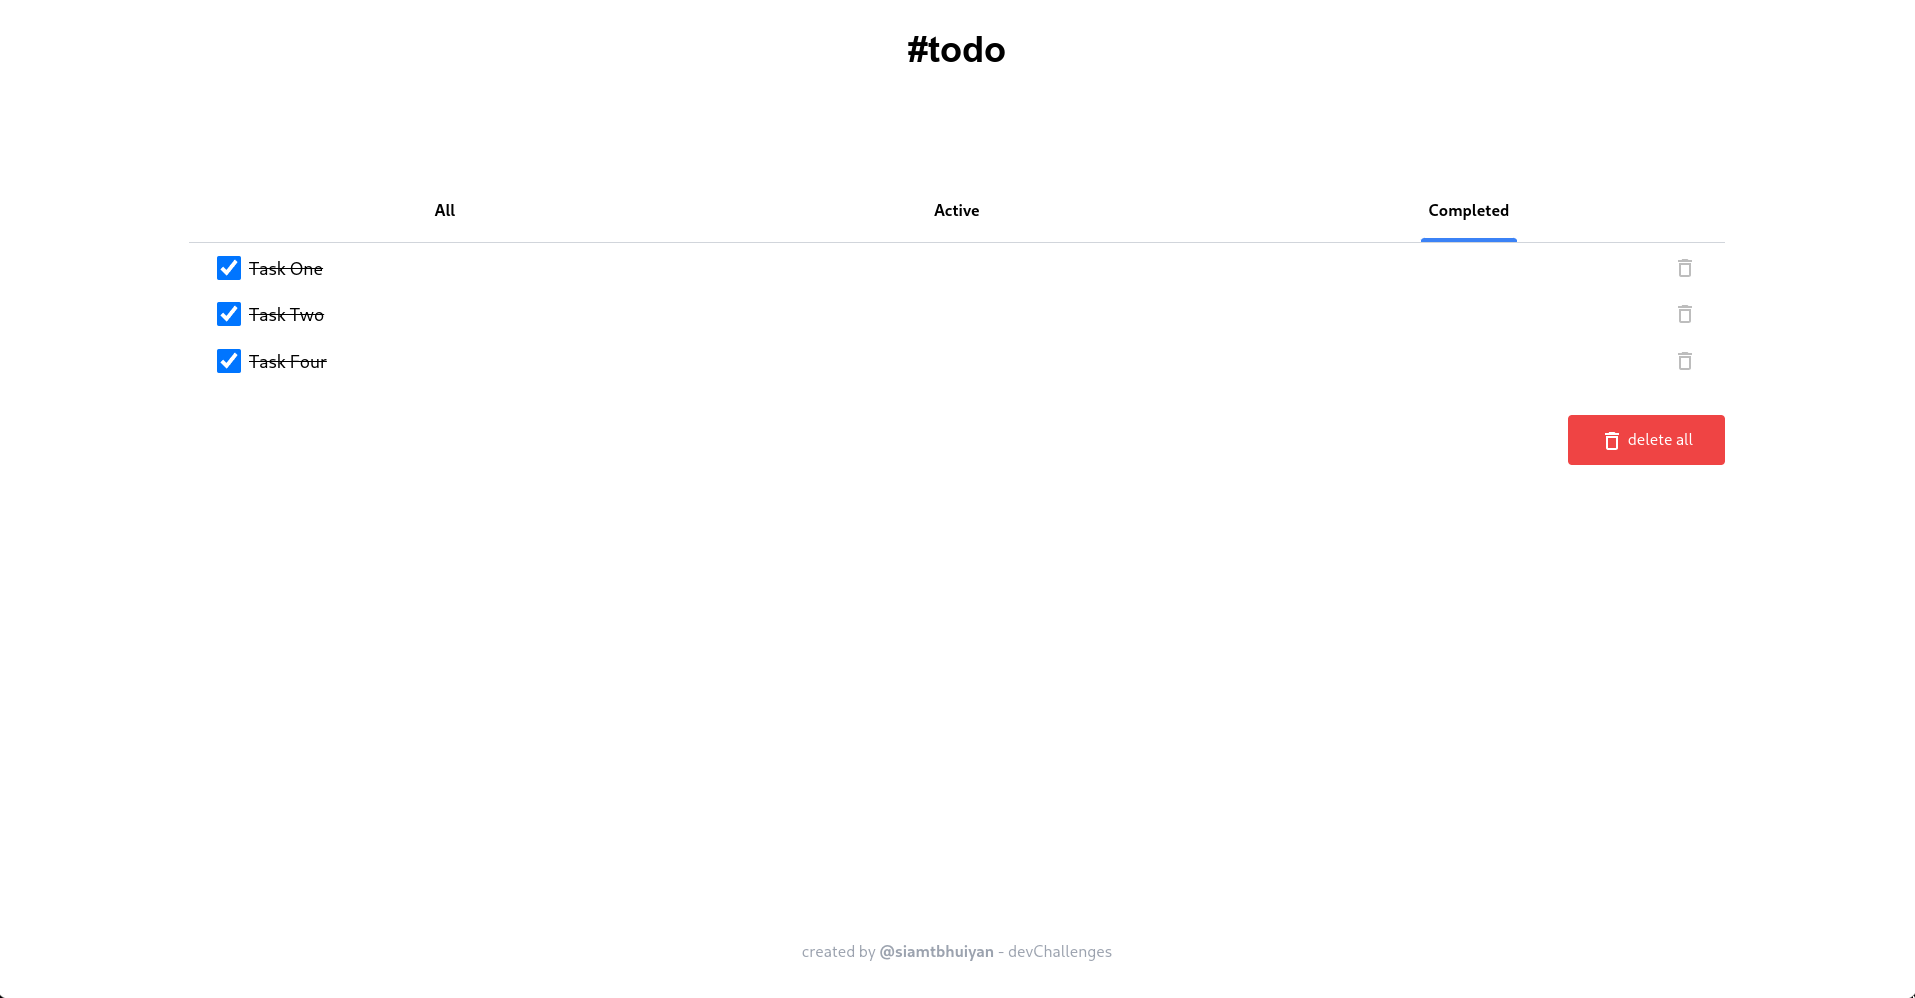 #todo
All Active Completed
Task One
Task Two
Task Four
delete all
created by @siamtbhuiyan - devChallenges